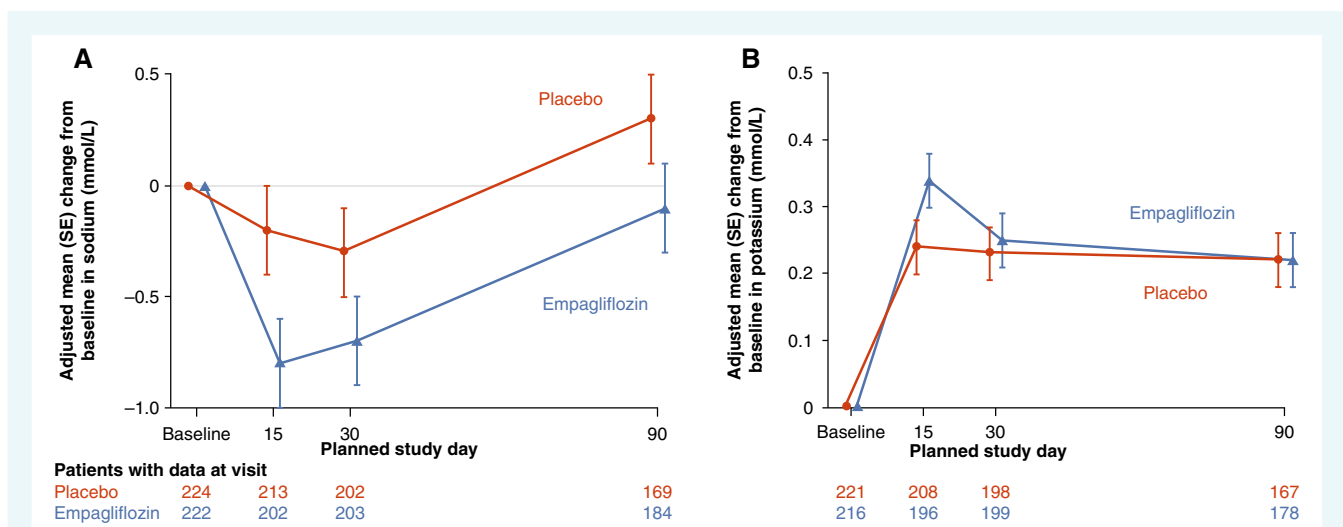 A
Adjusted mean (SE) change from
baseline in sodium (mmol/L)
0.5
0
–0.5
–1.0
Placebo
Empagliflozin
Baseline 15 30 90
Planned study day
B
Adjusted mean (SE) change from
baseline in potassium (mmol/L)
0.5
0.4
0.3
0.2
0.1
0
Empagliflozin
Placebo
Baseline 15 30 90
Planned study day
Patients with data at visit
Placebo 224 213 202 169 221 208 198 167
Empagliflozin 222 202 203 184 216 196 199 178